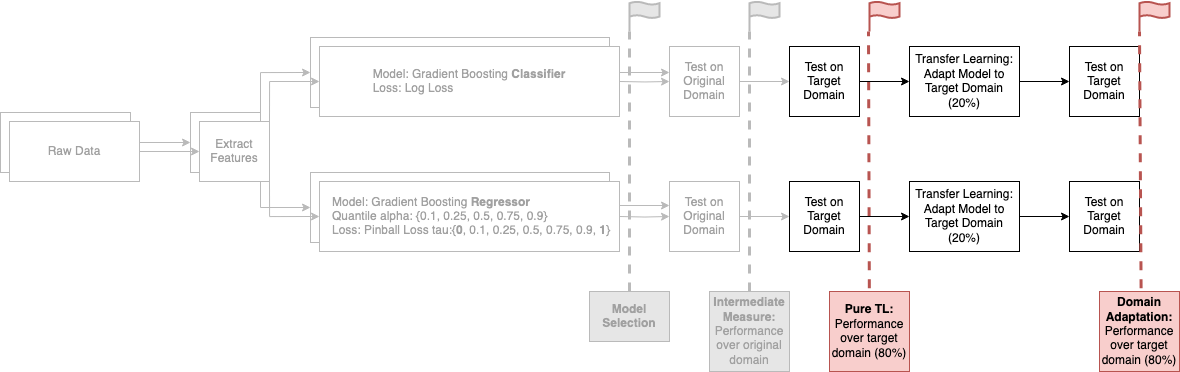 Raw Data
Extract
Features
Model: Gradient Boosting Classifier
Loss: Log Loss
Test on
Original
Domain
Test on
Target
Domain
Transfer Learning:
Adapt Model to
Target Domain
(20%)
Test on
Target
Domain
Model: Gradient Boosting Regressor
Quantile alpha: {0.1, 0.25, 0.5, 0.75, 0.9}
Loss: Pinball Loss tau:{0, 0.1, 0.25, 0.5, 0.75, 0.9, 1}
Test on
Original
Domain
Test on
Target
Domain
Transfer Learning:
Adapt Model to
Target Domain
(20%)
Test on
Target
Domain
Model
Selection
Intermediate
Measure:
Performance
over original
domain
Pure TL:
Performance
over target
domain (80%)
Domain
Adaptation:
Performance
over target
domain (80%)